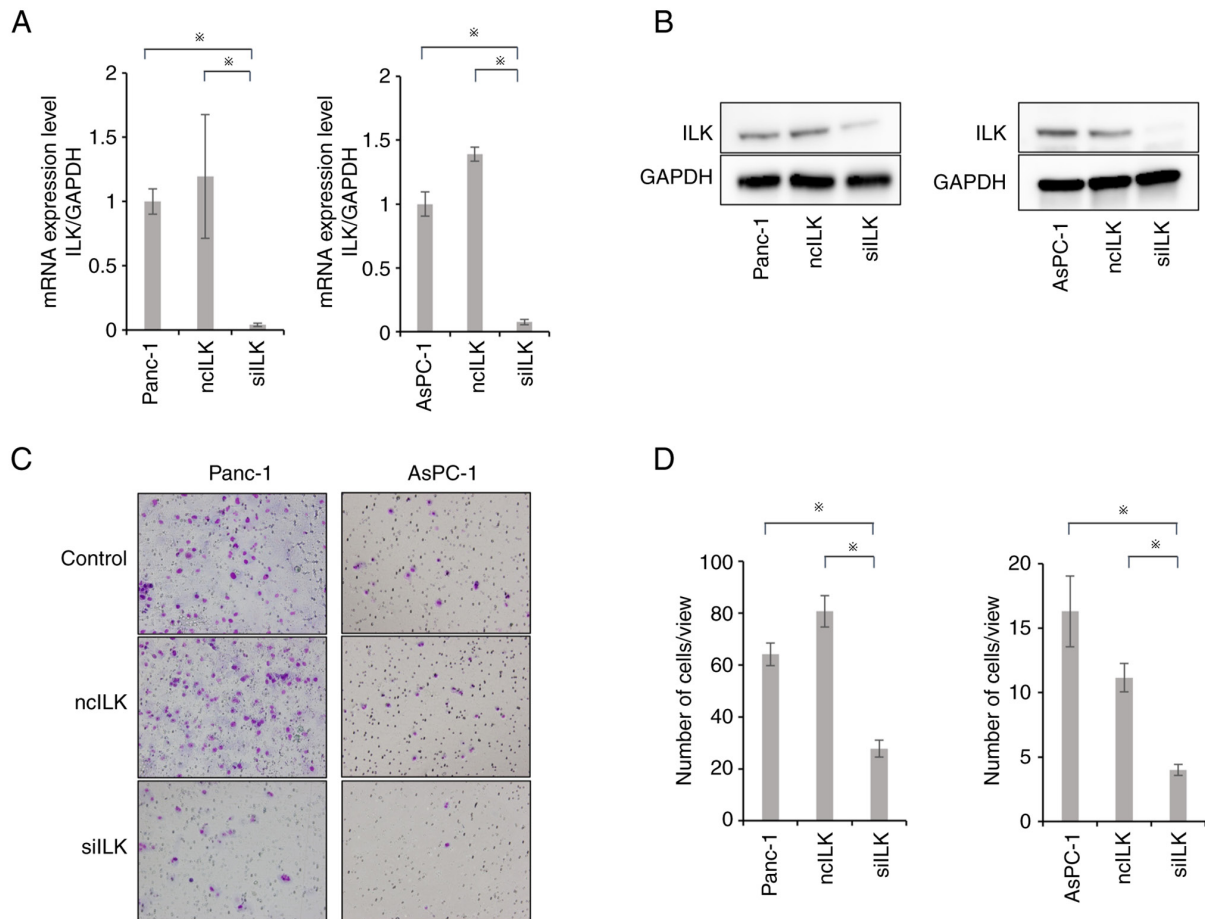 A
※
※
2
1.5
1
0.5
0
mRNA expression level
ILK/GAPDH
Panc-1
ncILK
siILK
※
※
2
1.5
1
0.5
0
mRNA expression level
ILK/GAPDH
AsPC-1
ncILK
siILK
B
ILK
GAPDH
Panc-1
ncILK
siILK
ILK
GAPDH
AsPC-1
ncILK
siILK
C
Panc-1
AsPC-1
Control
ncILK
siILK
D
※
※
100
80
60
40
20
0
Number of cells/view
Panc-1
ncILK
siILK
※
※
20
15
10
5
0
Number of cells/view
AsPC-1
ncILK
siILK